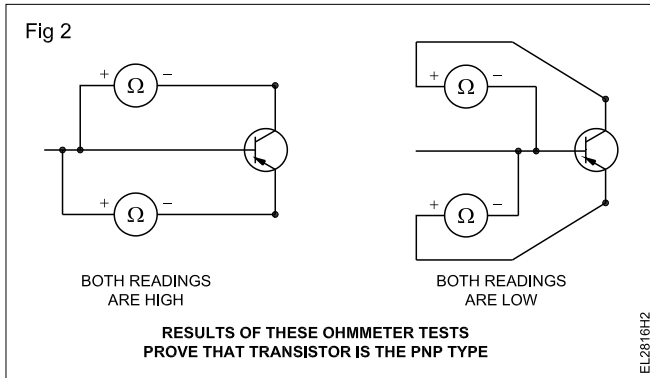 Fig 2
+ Ω −
+ Ω −
BOTH READINGS
ARE HIGH
+ Ω −
+ Ω −
BOTH READINGS
ARE LOW
RESULTS OF THESE OHMMETER TESTS
PROVE THAT TRANSISTOR IS THE PNP TYPE
EL2816H2